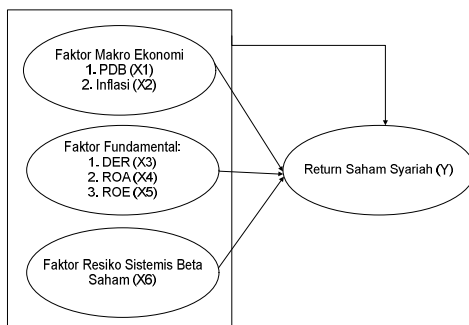 Faktor Makro Ekonomi
1. PDB (X1)
2. Inflasi (X2)
Faktor Fundamental:
1. DER (X3)
2. ROA (X4)
3. ROE (X5)
Faktor Resiko Sistemis Beta
Saham (X6)
Return Saham Syariah (Y)